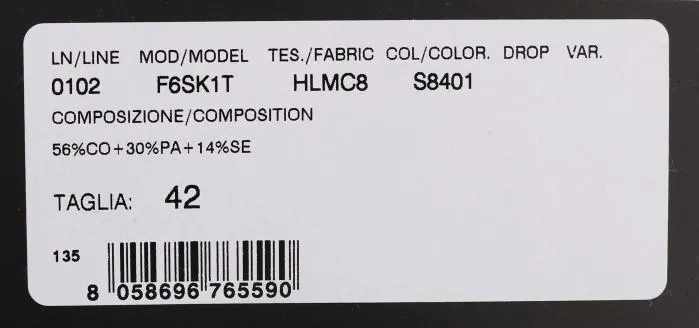 LN/LINE MOD/MODEL TES./FABRIC COL/COLOR. DROP VAR.
0102 F6SK1T HLMC8 S8401
COMPOSIZIONE/COMPOSITION
56%CO+30%PA+14%SE
TAGLIA: 42
135
8 058696 765590